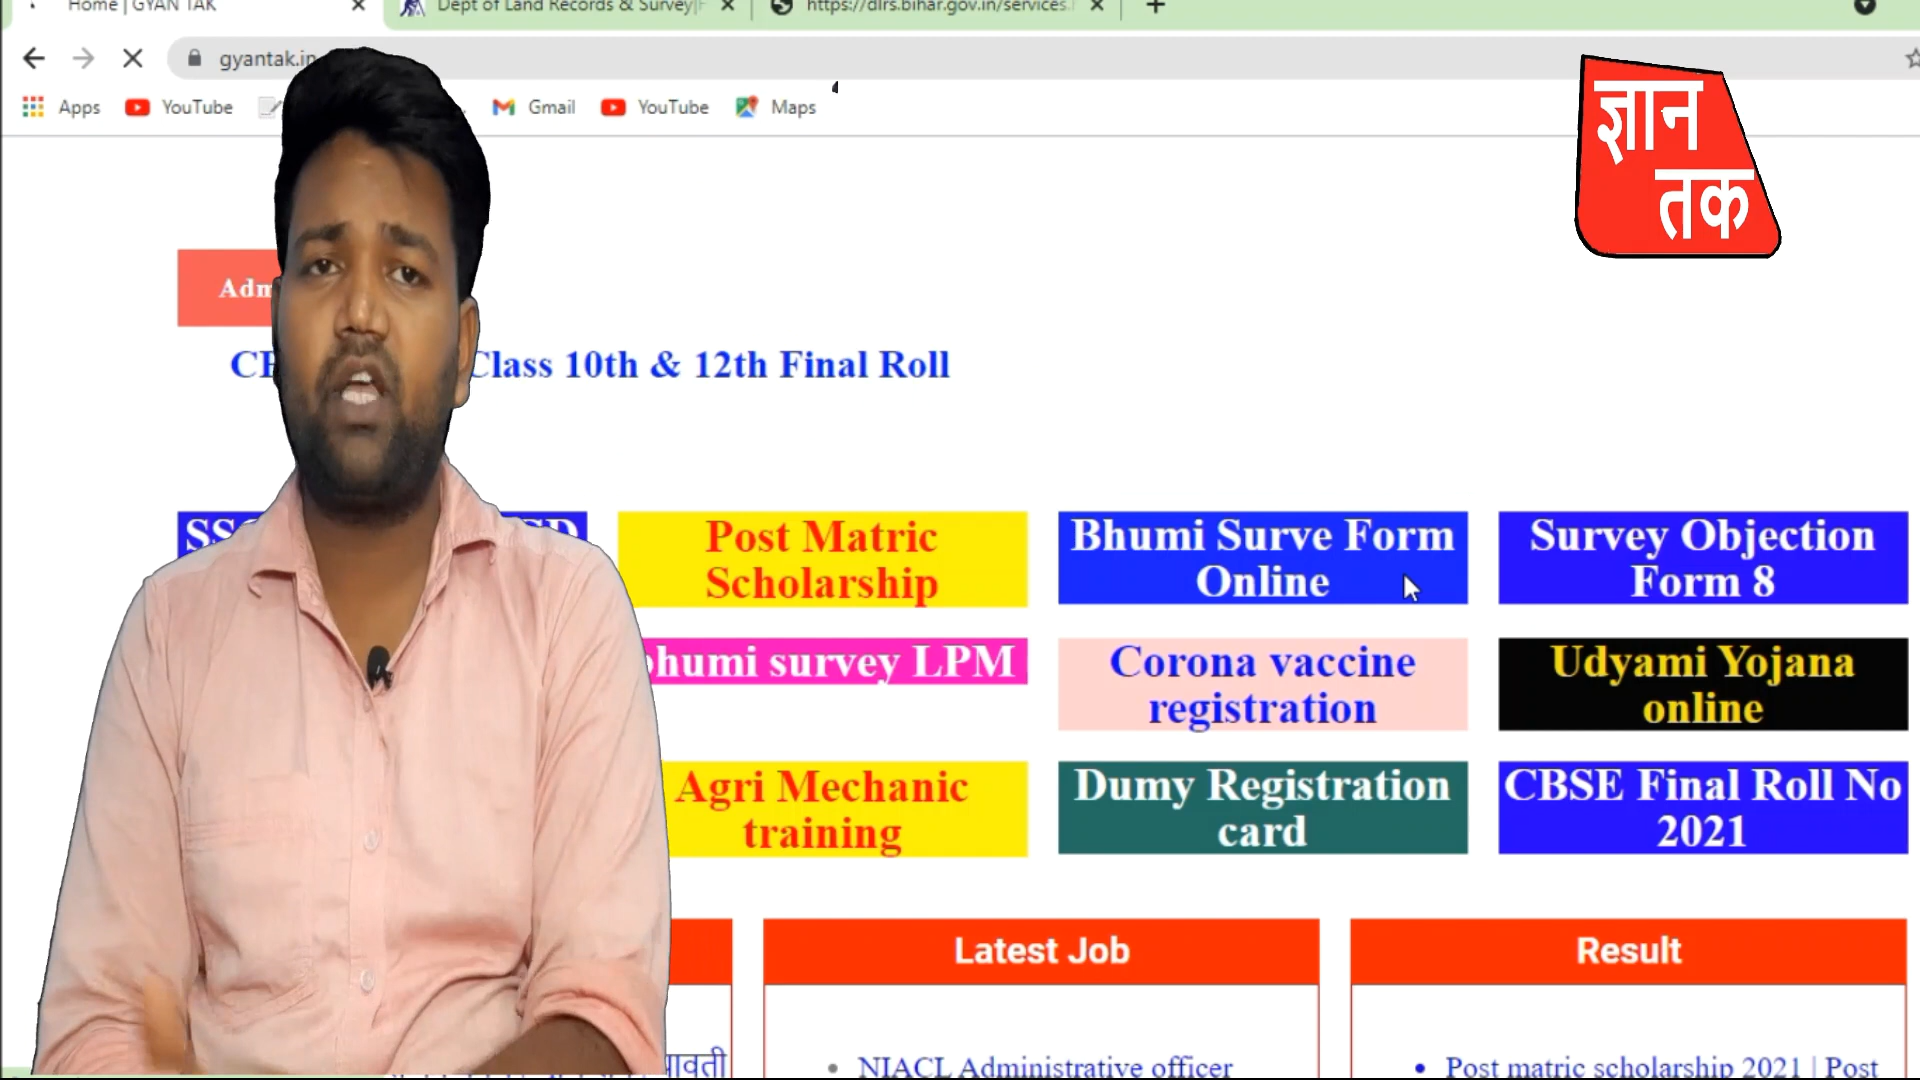 Home | GYAN TAK
Dept of Land Records & Survey|
https://dlrs.bihar.gov.in/services.
gyantak.in
Apps
YouTube
Gmail
YouTube
Maps
ज्ञान
तक
Class 10th & 12th Final Roll
Post Matric
Scholarship
Bhumi Surve Form
Online
Survey Objection
Form 8
bhumi survey LPM
Corona vaccine
registration
Udyami Yojana
online
Agri Mechanic
training
Dumy Registration
card
CBSE Final Roll No
2021
Latest Job
Result
NIACL Administrative officer
Post matric scholarship 2021 | Post